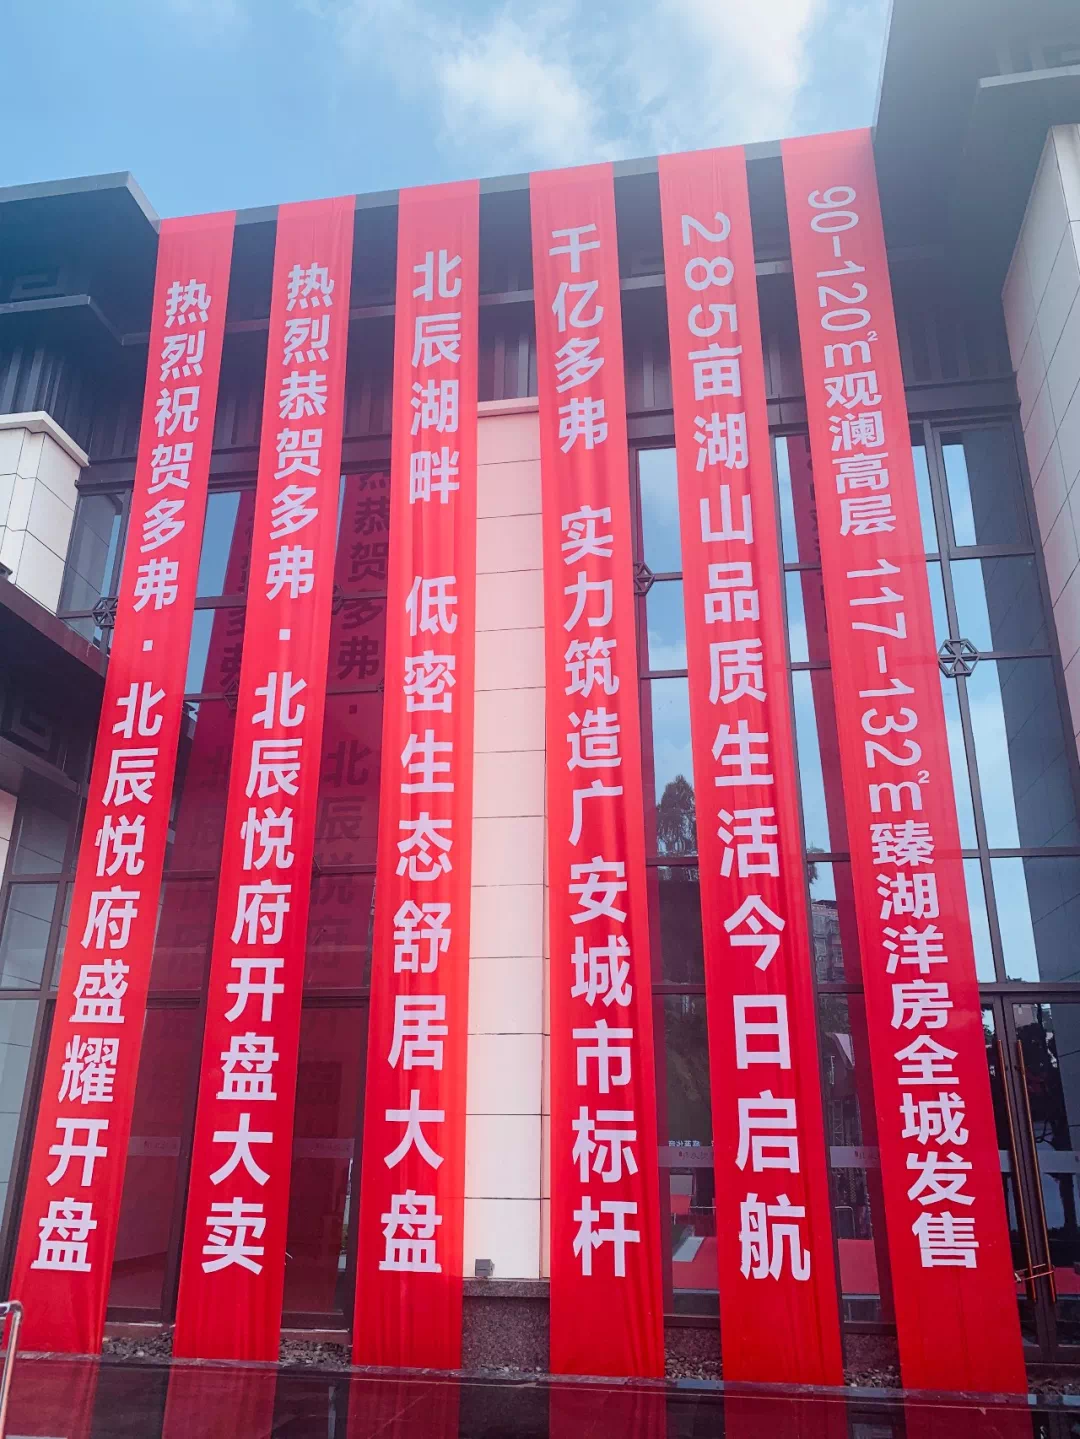 热烈祝贺多弗·北辰悦府盛耀开盘
热烈恭贺多弗·北辰悦府开盘大卖
北辰湖畔 低密生态舒居大盘
千亿多弗 实力筑造广安城市标杆
285亩湖山品质生活今日启航
90-120㎡观澜高层 117-132㎡臻湖洋房全城发售